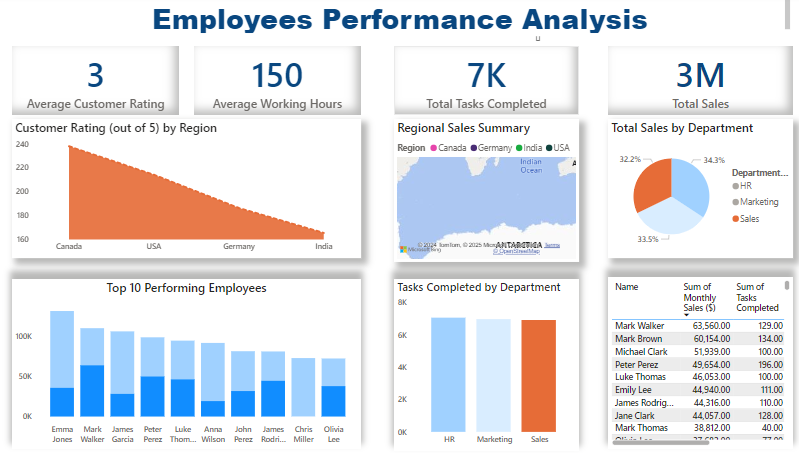 Employees Performance Analysis
3
Average Customer Rating
150
Average Working Hours
7K
Total Tasks Completed
3M
Total Sales
Customer Rating (out of 5) by Region
240
220
200
180
160
Canada
USA
Germany
India
Regional Sales Summary
Region Canada Germany India USA
Indian
Ocean
A
ANTARCTICA
Microsoft Bing
© 2024 TomTom, © 2025 Terms
© OpenStreetMap
Total Sales by Department
32.2%
34.3%
33.5%
Department...
HR
Marketing
Sales
Top 10 Performing Employees
100K
50K
0K
Emma Jones
Mark Walker
James Garcia
Peter Perez
Luke Thom...
Anna Wilson
John Perez
James Rodri...
Chris Miller
Olivia Lee
Tasks Completed by Department
8K
6K
4K
2K
0K
HR
Marketing
Sales
Name Sum of Monthly Sales ($) Sum of Tasks Completed
Mark Walker 63,560.00 129.00
Mark Brown 60,154.00 134.00
Michael Clark 51,939.00 100.00
Peter Perez 49,654.00 196.00
Luke Thomas 46,053.00 100.00
Emily Lee 44,940.00 111.00
James Rodrig... 44,316.00 110.00
Jane Clark 44,057.00 128.00
Mark Thomas 38,812.00 40.00